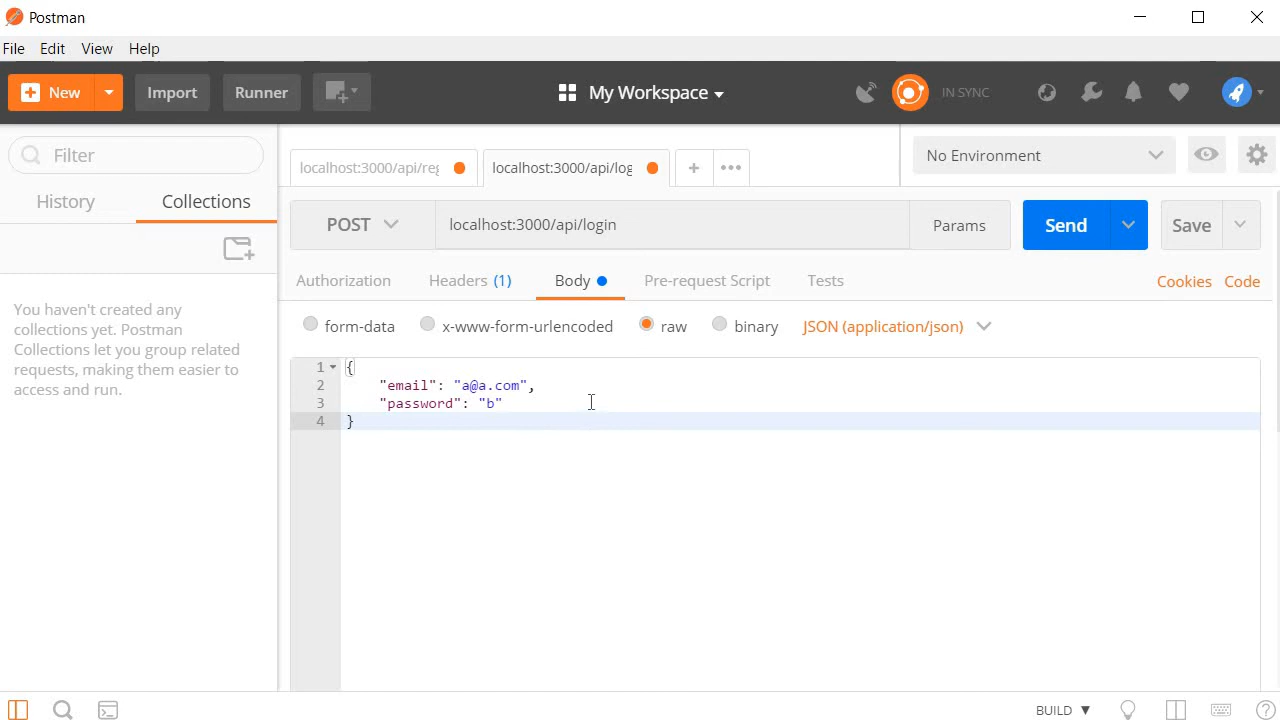 Postman
File Edit View Help
New Import Runner My Workspace IN SYNC
Filter
History Collections
You haven't created any
collections yet. Postman
Collections let you group related
requests, making them easier to
access and run.
localhost:3000/api/reg localhost:3000/api/log No Environment
POST localhost:3000/api/login Params Send Save
Authorization Headers (1) Body Pre-request Script Tests Cookies Code
form-data x-www-form-urlencoded raw binary JSON (application/json)
1 {
2 "email": "a@a.com",
3 "password": "b"
4 }
BUILD